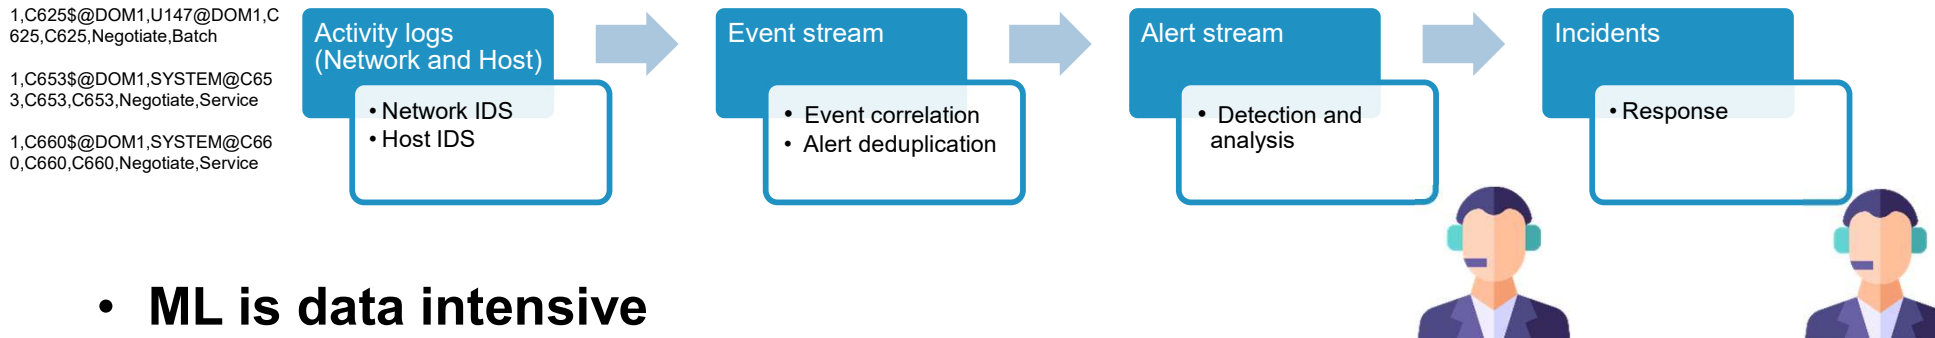 1,C625$@DOM1,U147@DOM1,C
625,C625,Negotiate,Batch
1,C653$@DOM1,SYSTEM@C65
3,C653,C653,Negotiate,Service
1,C660$@DOM1,SYSTEM@C66
0,C660,C660,Negotiate,Service
Activity logs
(Network and Host)
• Network IDS
• Host IDS
Event stream
• Event correlation
• Alert deduplication
Alert stream
• Detection and
analysis
Incidents
• Response
• ML is data intensive